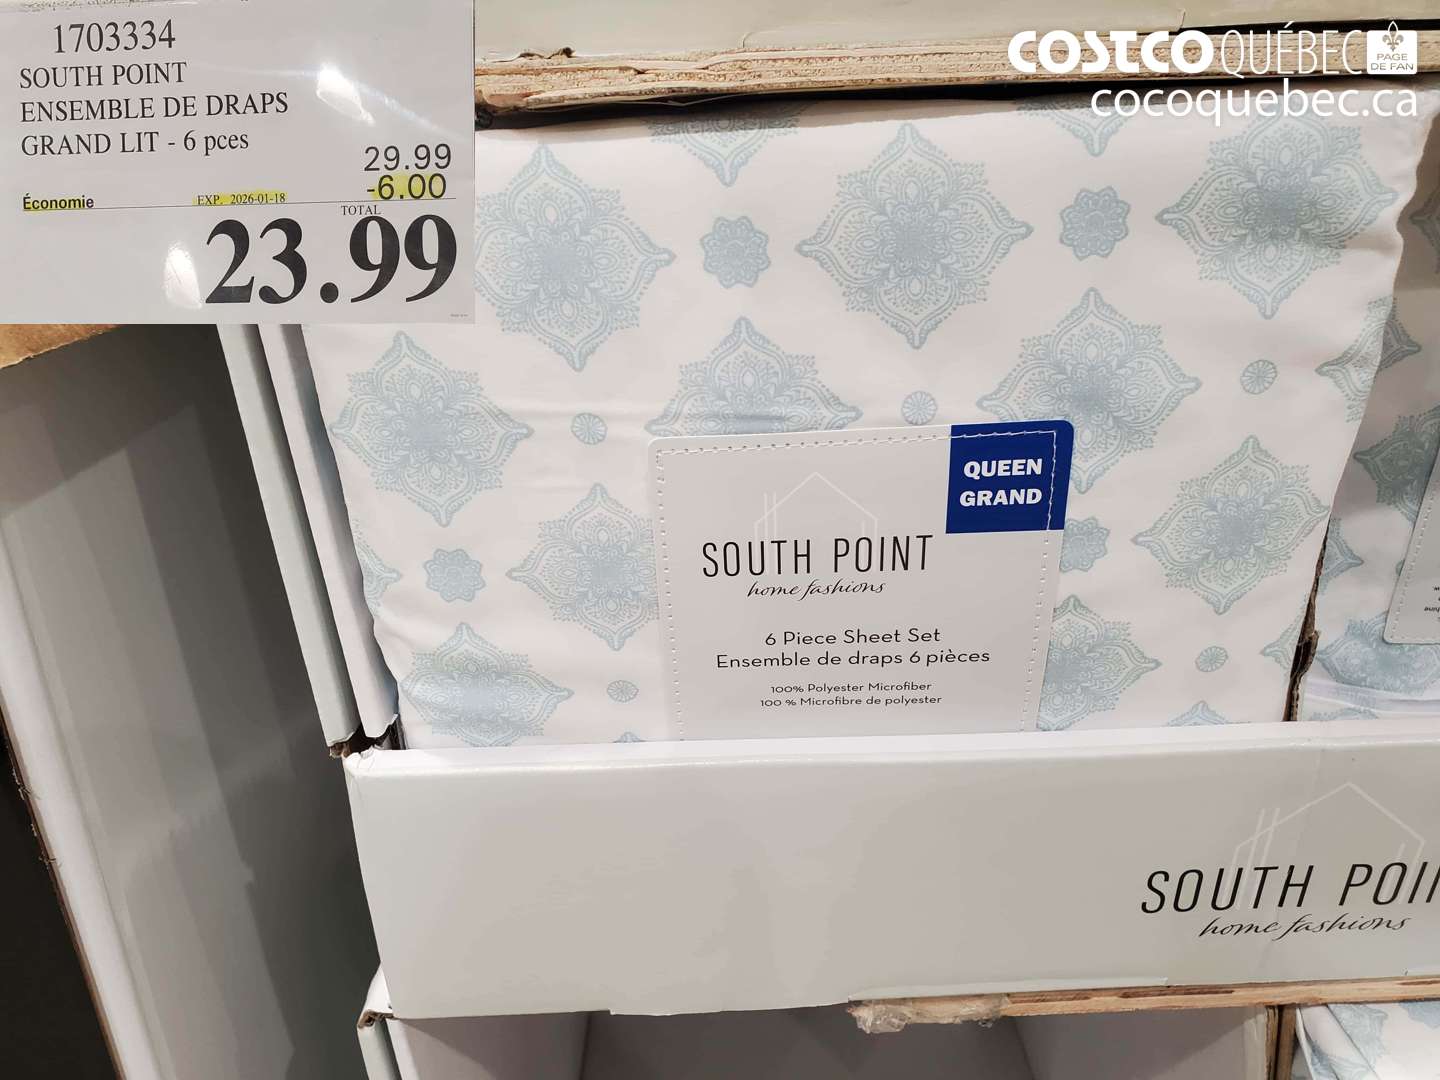 1703334
SOUTH POINT
ENSEMBLE DE DRAPS
GRAND LIT - 6 pces
29.99
Économie EXP. 2026-01-18 -6.00
TOTAL
23.99
COSTCO QUÉBEC PAGE DE FAN
cocoquebec.ca
QUEEN
GRAND
SOUTH POINT
home fashions
6 Piece Sheet Set
Ensemble de draps 6 pièces
100% Polyester Microfiber
100 % Microfibre de polyester
SOUTH POI
home fashions